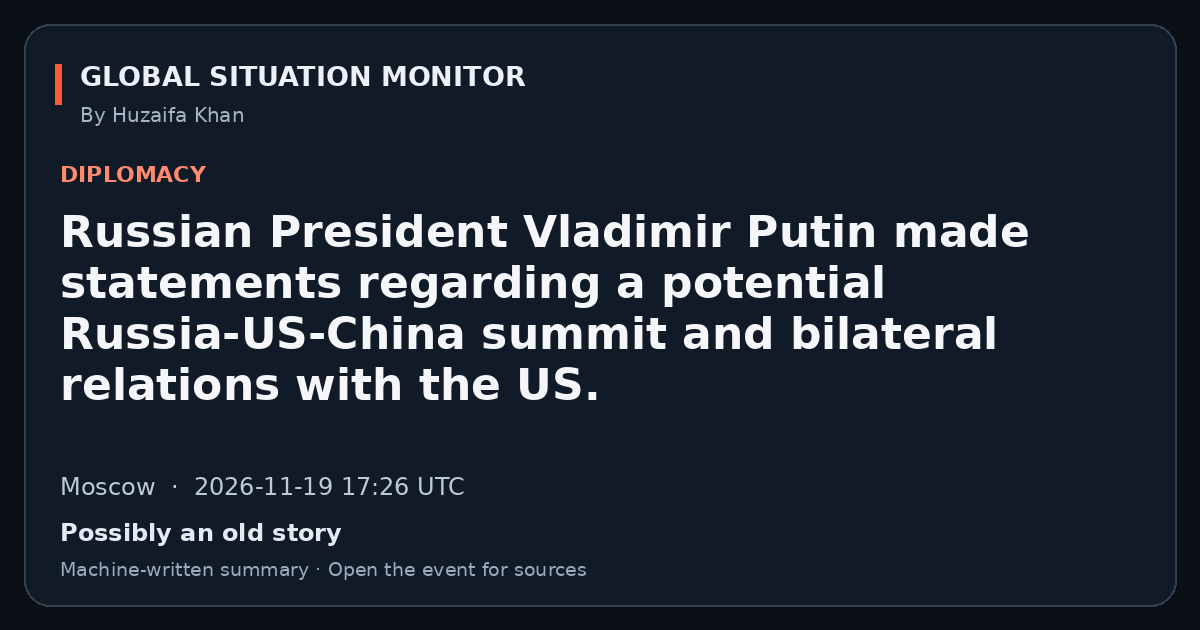 GLOBAL SITUATION MONITOR
By Huzaifa Khan
DIPLOMACY
Russian President Vladimir Putin made
statements regarding a potential
Russia-US-China summit and bilateral
relations with the US.
Moscow · 2026-11-19 17:26 UTC
Possibly an old story
Machine-written summary · Open the event for sources